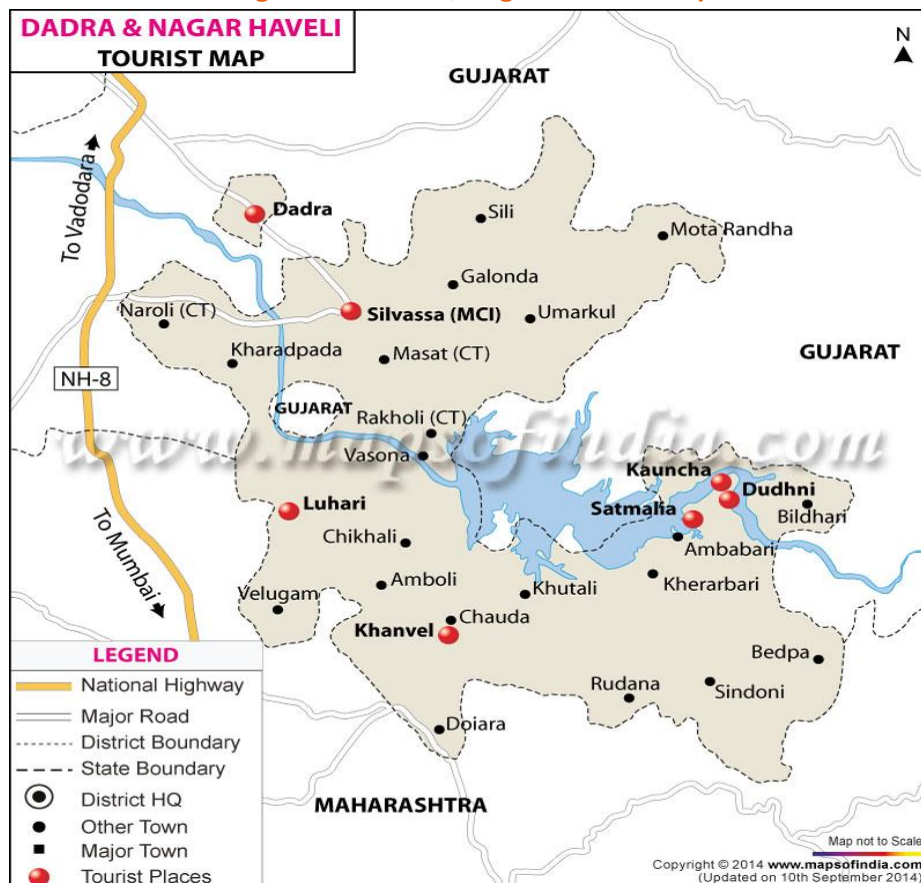 DADRA & NAGAR HAVELI
TOURIST MAP
N
GUJARAT
To Vadodara
Dadra
Sili
Mota Randha
Galonda
Naroli (CT)
Silvassa (MCI)
Umarkul
Kharadpada
Masat (CT)
GUJARAT
NH-8
GUJARAT
Rakholi (CT)
www.mapsofindia.com
Vasona
Kauncha
Dudhni
Luhari
Satmalia
Bildhari
Chikhali
Ambabari
To Mumbai
Amboli
Khutali
Kherarbari
Velugam
Chauda
Khanvel
LEGEND
National Highway
Major Road
District Boundary
State Boundary
District HQ
Other Town
Major Town
Tourist Places
Bedpa
Rudana
Sindoni
Doiara
MAHARASHTRA
Map not to Scale
Copyright © 2014 www.mapsofindia.com
(Updated on 10th September 2014)